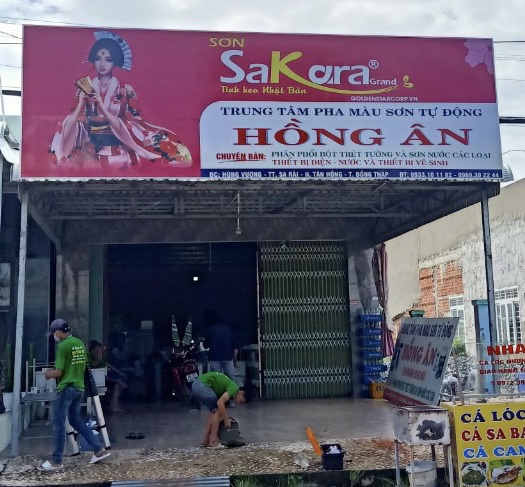 SƠN
SaKura®
Grand
Tinh hoa Nhật Bản
GOLDENSTARCORP.VN
TRUNG TÂM PHA MÀU SƠN TỰ ĐỘNG
HỒNG ÂN
CHUYÊN BÁN: PHÂN PHỐI BỘT TRÉT TƯỜNG VÀ SƠN NƯỚC CÁC LOẠI
THIẾT BỊ ĐIỆN - NƯỚC VÀ THIẾT BỊ VỆ SINH
ĐC: HÙNG VƯƠNG - TT. SA RÀI - H. TÂN HỒNG - T. ĐỒNG THÁP
HỒNG ÂN
CÁ LÓC
CÁ SA BA
CÁ CAM